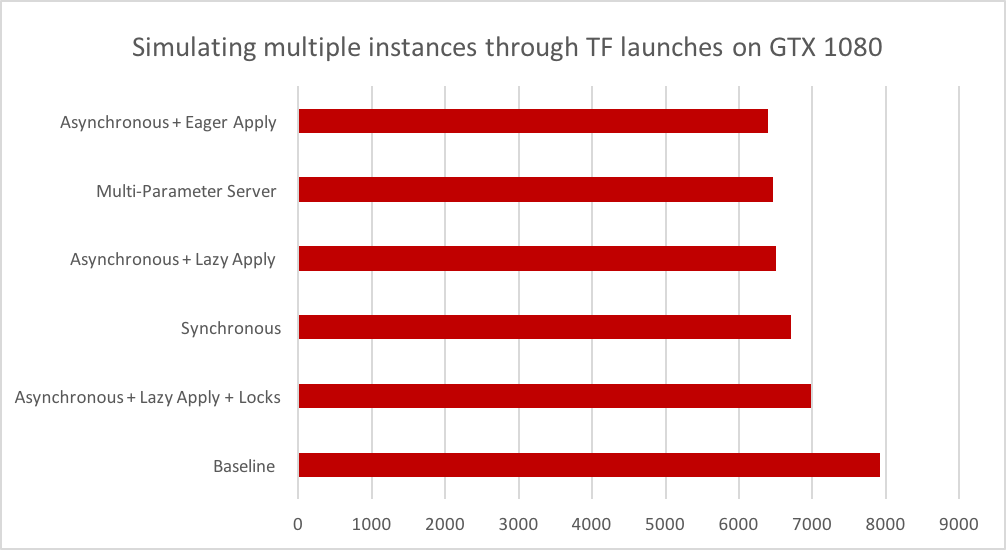 Simulating multiple instances through TF launches on GTX 1080
Asynchronous + Eager Apply
Multi-Parameter Server
Asynchronous + Lazy Apply
Synchronous
Asynchronous + Lazy Apply + Locks
Baseline
0 1000 2000 3000 4000 5000 6000 7000 8000 9000